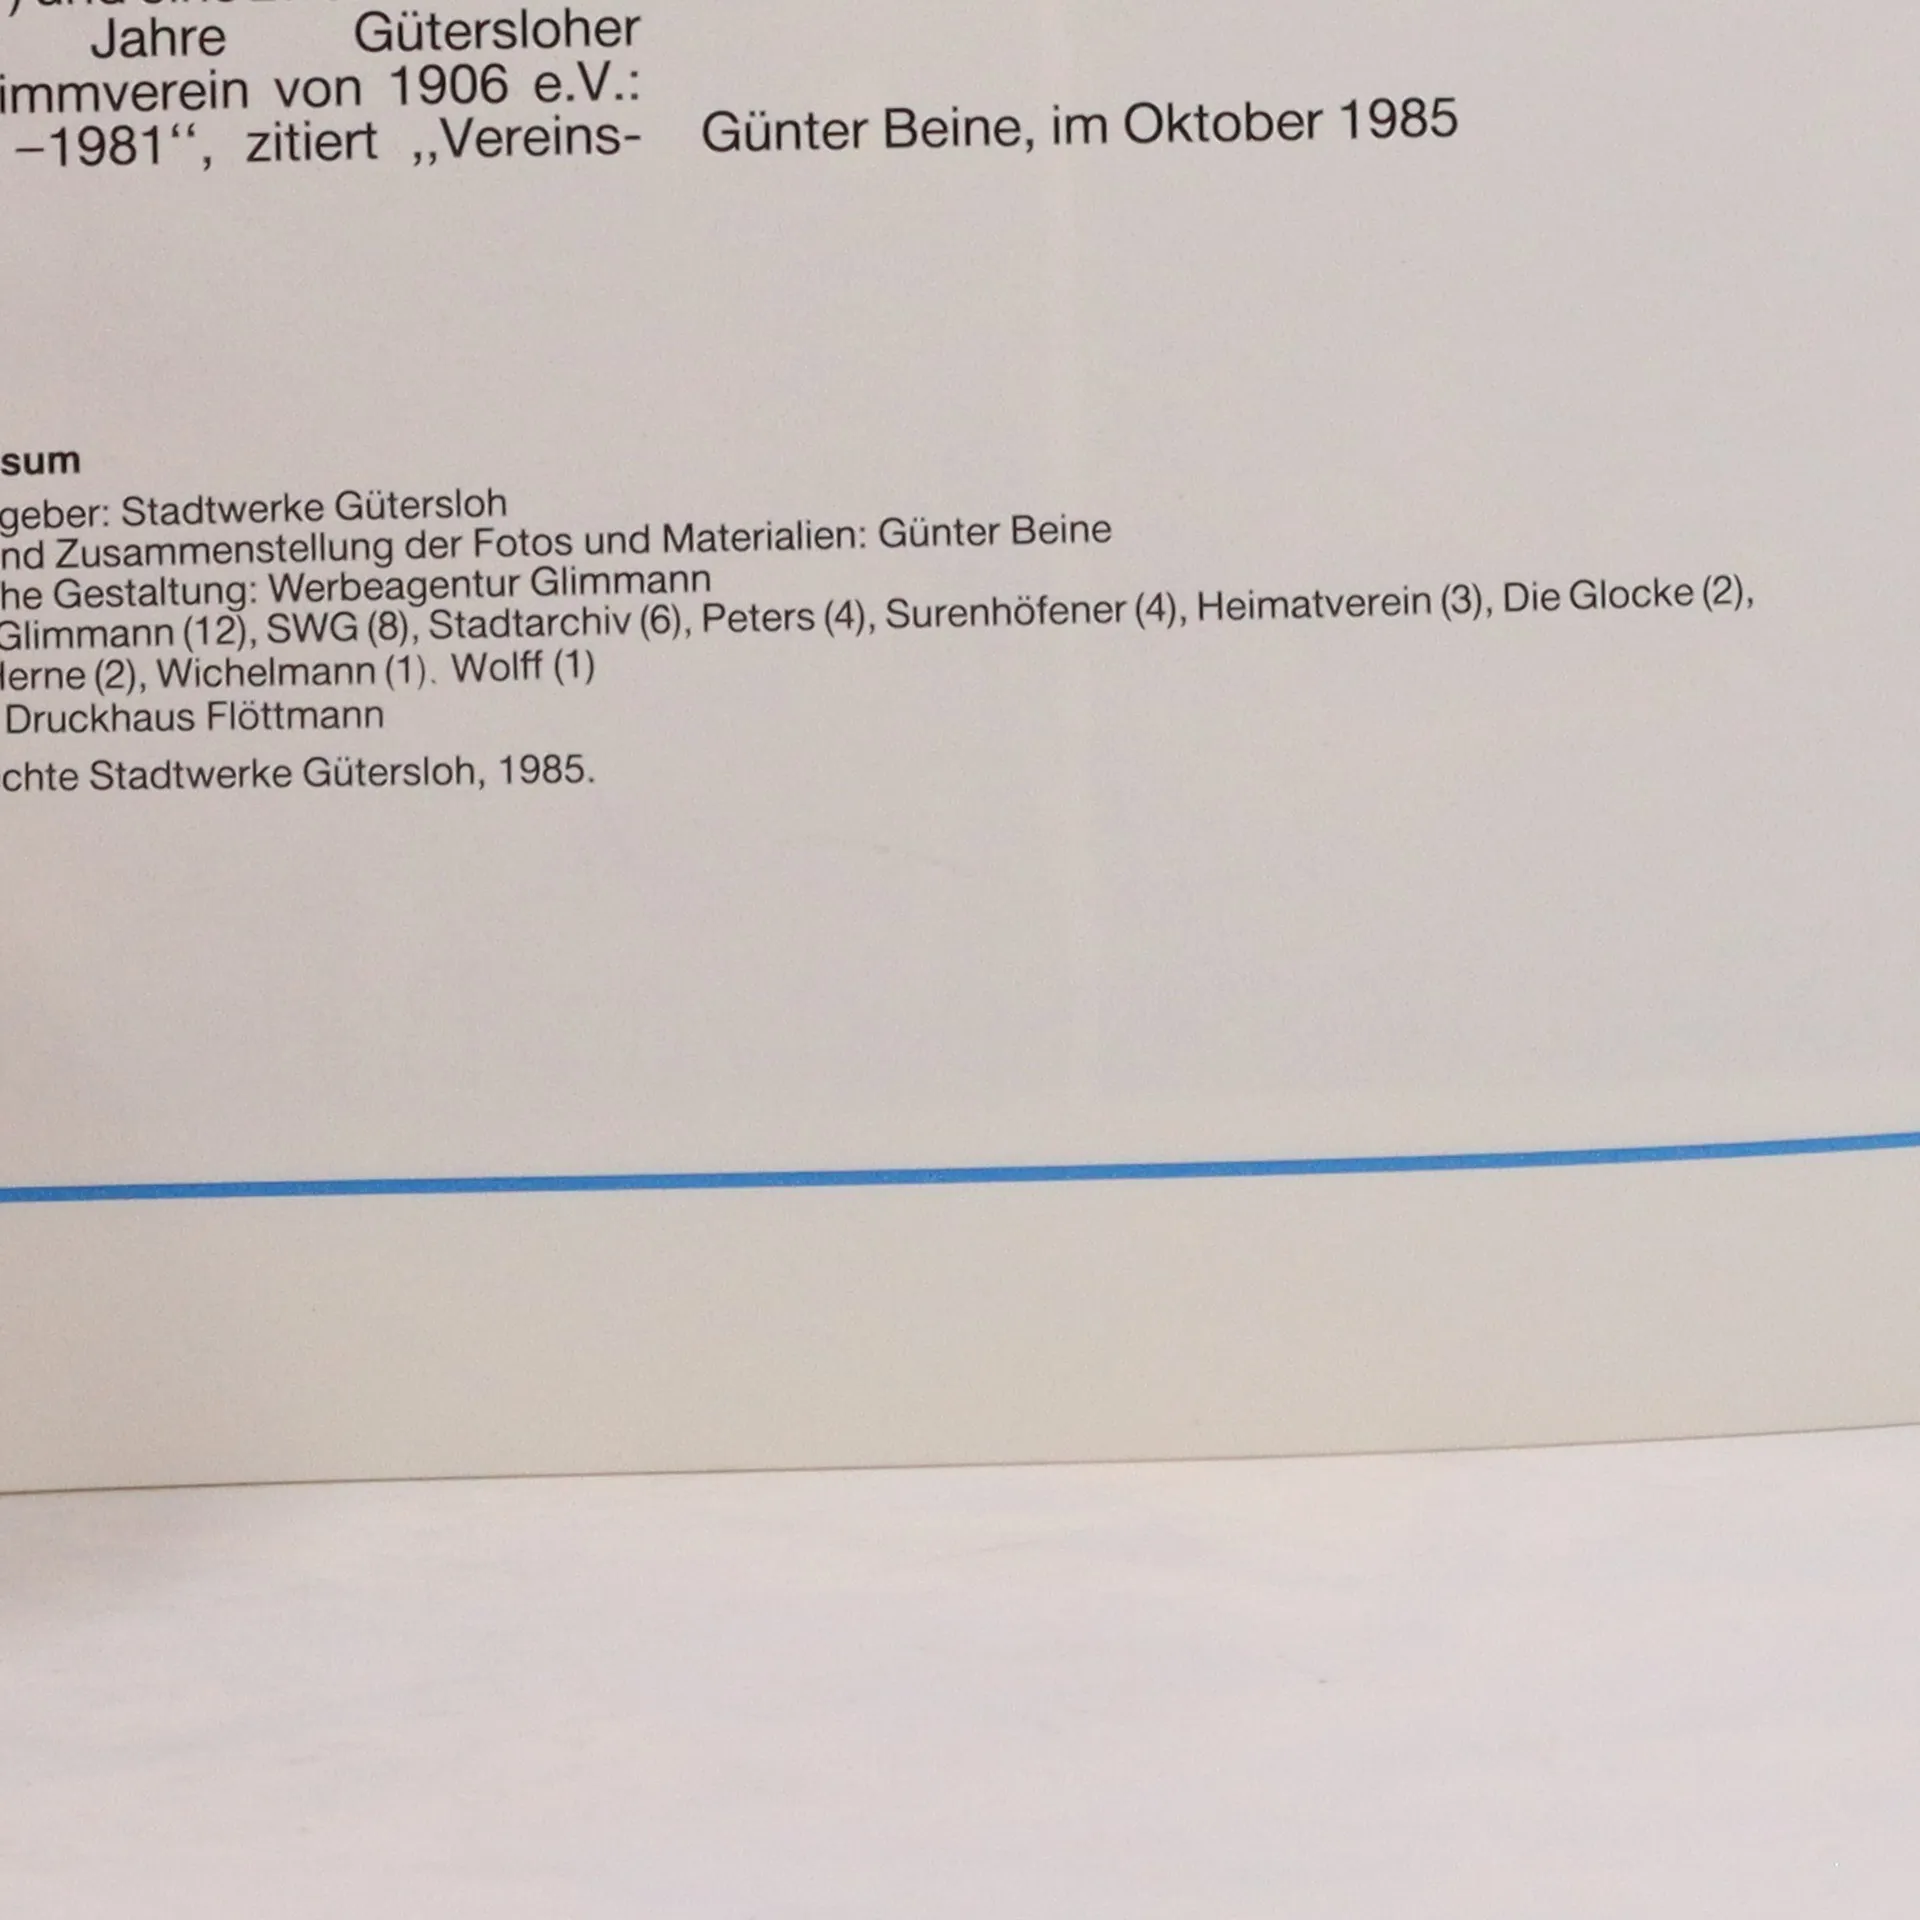 Jahre Gütersloher
immverein von 1906 e.V.:
–1981“, zitiert „Vereins-
Günter Beine, im Oktober 1985
sum
geber: Stadtwerke Gütersloh
nd Zusammenstellung der Fotos und Materialien: Günter Beine
he Gestaltung: Werbeagentur Glimmann
Glimmann (12), SWG (8), Stadtarchiv (6), Peters (4), Surenhöfener (4), Heimatverein (3), Die Glocke (2),
erne (2), Wichelmann (1). Wolff (1)
Druckhaus Flöttmann
chte Stadtwerke Gütersloh, 1985.